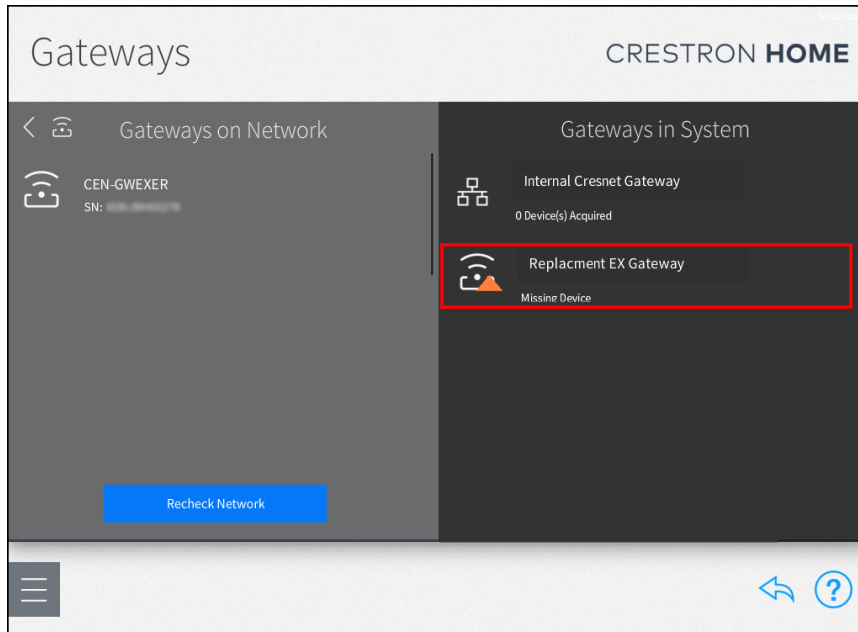 Gateways
CRESTRON HOME
Gateways on Network
CEN-GWEXER
SN:
Recheck Network
Gateways in System
Internal Cresnet Gateway
0 Device(s) Acquired
Replacment EX Gateway
Missing Device
?